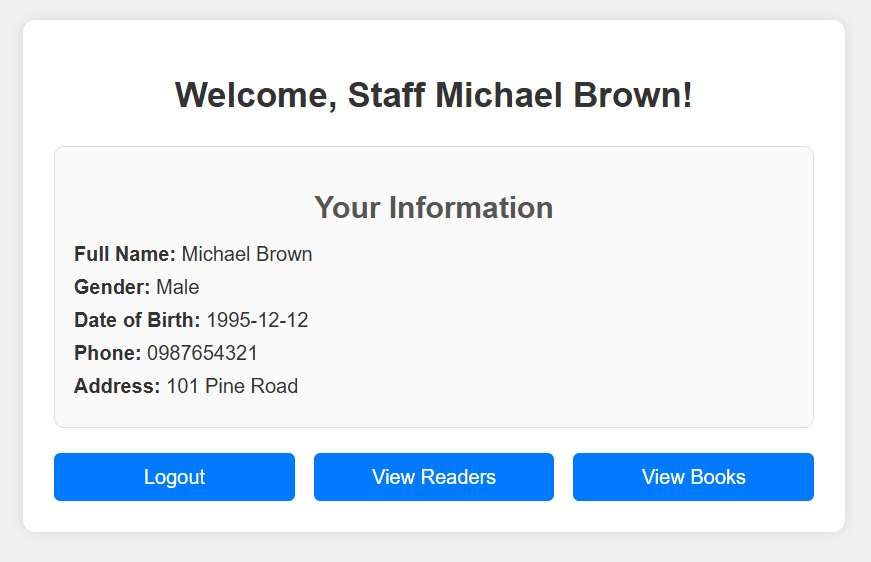 Welcome, Staff Michael Brown!
Your Information
Full Name: Michael Brown
Gender: Male
Date of Birth: 1995-12-12
Phone: 0987654321
Address: 101 Pine Road
Logout View Readers View Books